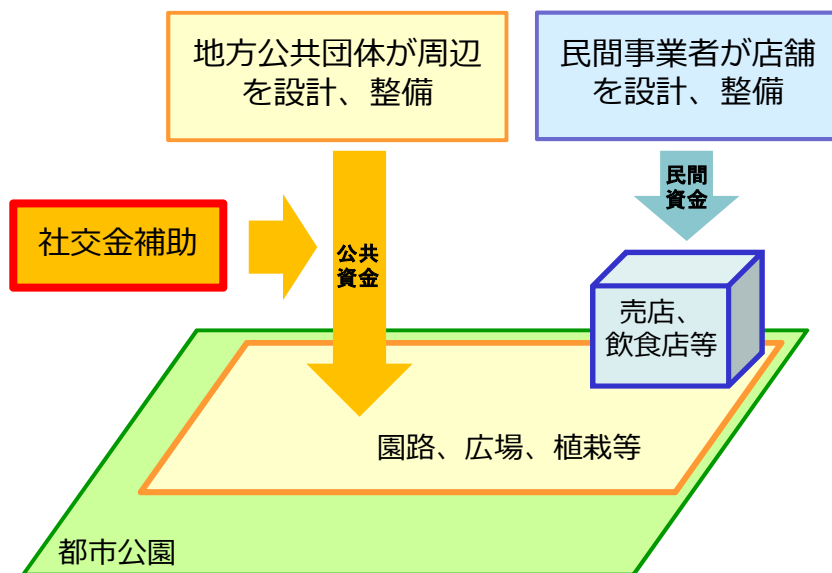 地方公共団体が周辺
を設計、整備
民間事業者が店舗
を設計、整備
民間
資金
社交金補助
公共
資金
売店、
飲食店等
園路、広場、植栽等
都市公園